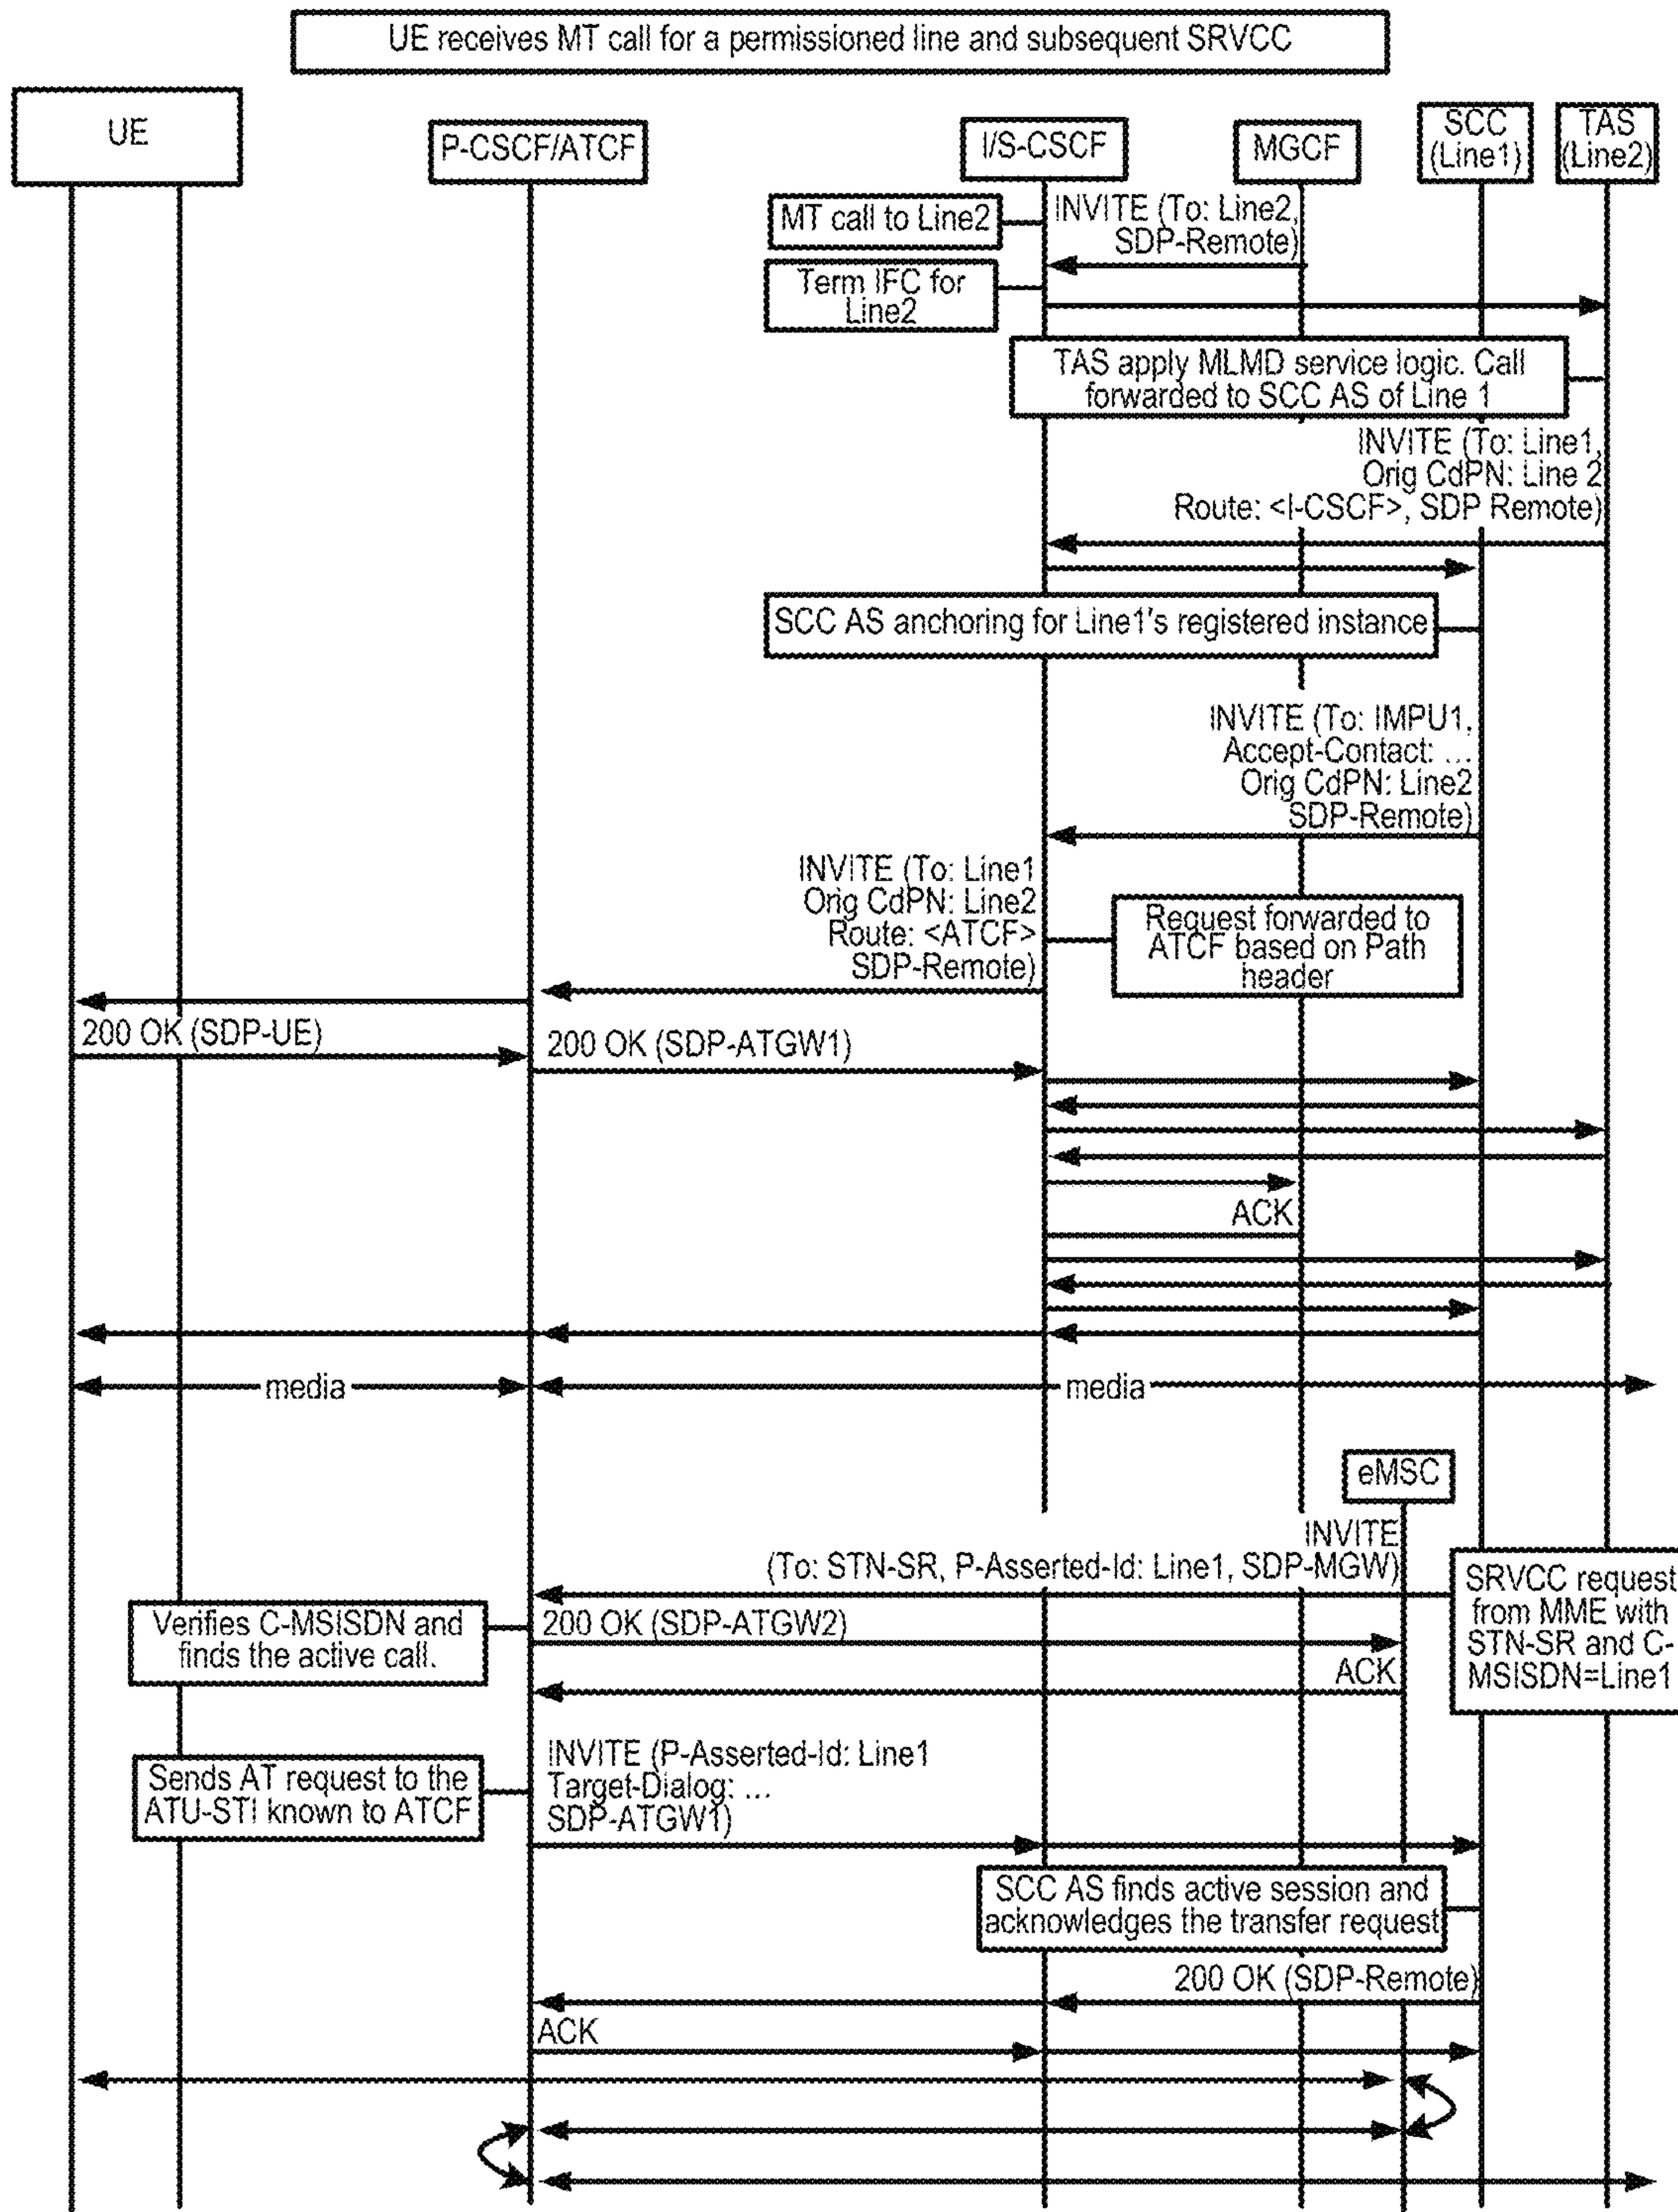 UE receives MT call for a permissioned line and subsequent SRVCC
UE
P-CSCF/ATCF
I/S-CSCF
MGCF
SCC
(Line1)
TAS
(Line2)
MT call to Line2
INVITE (To: Line2,
SDP-Remote)
Term IFC for
Line2
TAS apply MLMD service logic. Call
forwarded to SCC AS of Line 1
INVITE (To: Line1,
Orig CdPN: Line 2
Route: <I-CSCF>, SDP Remote)
SCC AS anchoring for Line1's registered instance
INVITE (To: IMPU1,
Accept-Contact: ...
Orig CdPN: Line2
SDP-Remote)
INVITE (To: Line1
Orig CdPN: Line2
Route: <ATCF>
SDP-Remote)
Request forwarded to
ATCF based on Path
header
200 OK (SDP-UE)
200 OK (SDP-ATGW1)
ACK
media
media
eMSC
INVITE
(To: STN-SR, P-Asserted-Id: Line1, SDP-MGW)
SRVCC request
from MME with
STN-SR and C-
MSISDN=Line1
Verifies C-MSISDN and
finds the active call.
200 OK (SDP-ATGW2)
ACK
Sends AT request to the
ATU-STI known to ATCF
INVITE (P-Asserted-Id: Line1
Target-Dialog: ...
SDP-ATGW1)
SCC AS finds active session and
acknowledges the transfer request
200 OK (SDP-Remote)
ACK